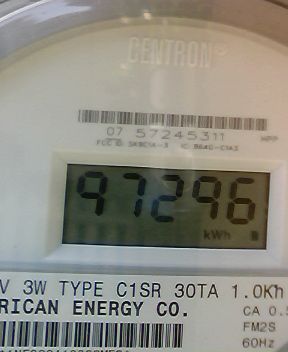 CENTRON
07 57245311
97296
kWh
V 3W TYPE C1SR 30TA 1.0Kh
RICAN ENERGY CO.
CA 0.5
FM2S
60Hz